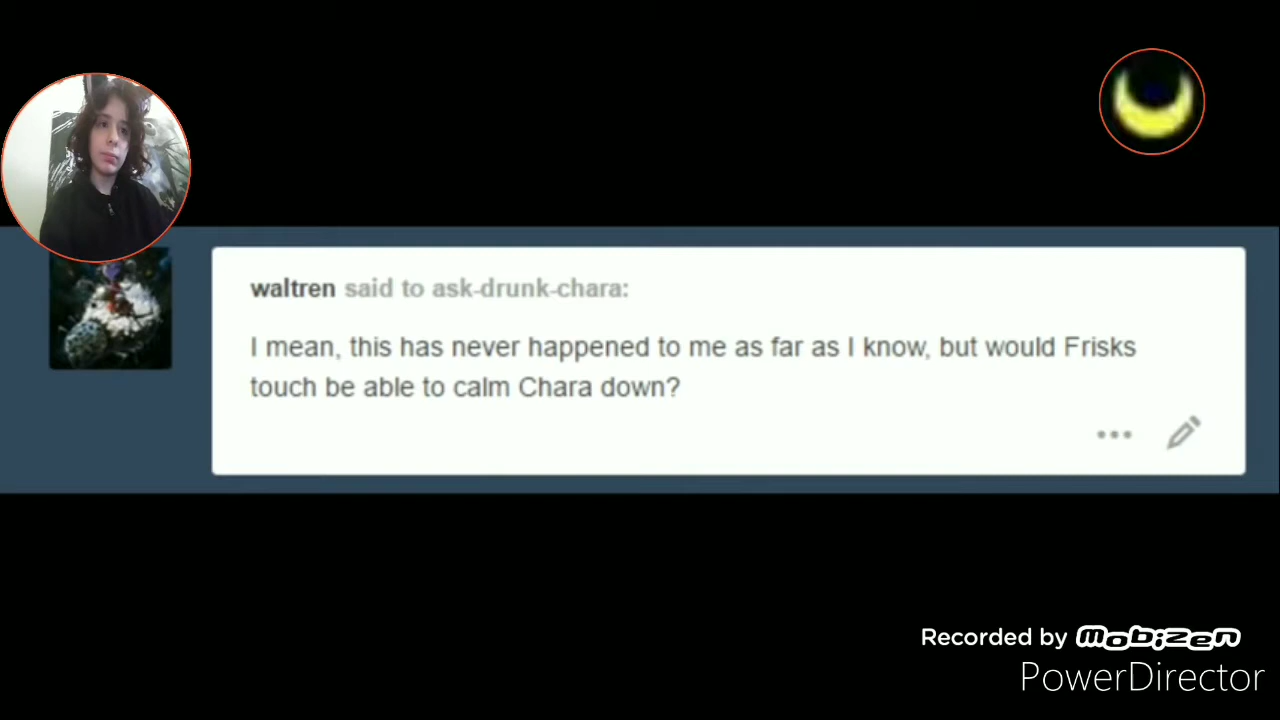 waltren said to ask-drunk-chara:
I mean, this has never happened to me as far as I know, but would Frisks
touch be able to calm Chara down?
Recorded by mobizen
PowerDirector